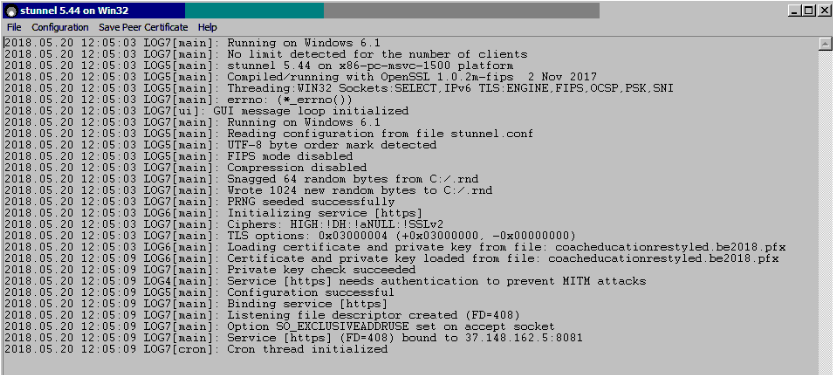 stunnel 5.44 on Win32
File Configuration Save Peer Certificate Help
2018.05.20 12:05:03 LOG7[main]: Running on Windows 6.1
2018.05.20 12:05:03 LOG7[main]: No limit detected for the number of clients
2018.05.20 12:05:03 LOG5[main]: stunnel 5.44 on x86-pc-msvc-1500 platform
2018.05.20 12:05:03 LOG5[main]: Compiled/running with OpenSSL 1.0.2m-fips 2 Nov 2017
2018.05.20 12:05:03 LOG5[main]: Threading:WIN32 Sockets:SELECT,IPv6 TLS:ENGINE,FIPS,OCSP,PSK,SNI
2018.05.20 12:05:03 LOG7[main]: errno: (*_errno())
2018.05.20 12:05:03 LOG7[ui]: GUI message loop initialized
2018.05.20 12:05:03 LOG7[main]: Running on Windows 6.1
2018.05.20 12:05:03 LOG5[main]: Reading configuration from file stunnel.conf
2018.05.20 12:05:03 LOG5[main]: UTF-8 byte order mark detected
2018.05.20 12:05:03 LOG5[main]: FIPS mode disabled
2018.05.20 12:05:03 LOG7[main]: Compression disabled
2018.05.20 12:05:03 LOG7[main]: Snagged 64 random bytes from C:/.rnd
2018.05.20 12:05:03 LOG7[main]: Wrote 1024 new random bytes to C:/.rnd
2018.05.20 12:05:03 LOG7[main]: PRNG seeded successfully
2018.05.20 12:05:03 LOG6[main]: Initializing service [https]
2018.05.20 12:05:03 LOG7[main]: Ciphers: HIGH:!DH:!aNULL:!SSLv2
2018.05.20 12:05:03 LOG7[main]: TLS options: 0x03000004 (+0x03000000, -0x00000000)
2018.05.20 12:05:03 LOG6[main]: Loading certificate and private key from file: coacheducationrestyled.be2018.pfx
2018.05.20 12:05:09 LOG6[main]: Certificate and private key loaded from file: coacheducationrestyled.be2018.pfx
2018.05.20 12:05:09 LOG7[main]: Private key check succeeded
2018.05.20 12:05:09 LOG4[main]: Service [https] needs authentication to prevent MITM attacks
2018.05.20 12:05:09 LOG5[main]: Configuration successful
2018.05.20 12:05:09 LOG7[main]: Binding service [https]
2018.05.20 12:05:09 LOG7[main]: Listening file descriptor created (FD=408)
2018.05.20 12:05:09 LOG7[main]: Option SO_EXCLUSIVEADDRUSE set on accept socket
2018.05.20 12:05:09 LOG7[main]: Service [https] (FD=408) bound to 37.148.162.5:8081
2018.05.20 12:05:09 LOG7[cron]: Cron thread initialized